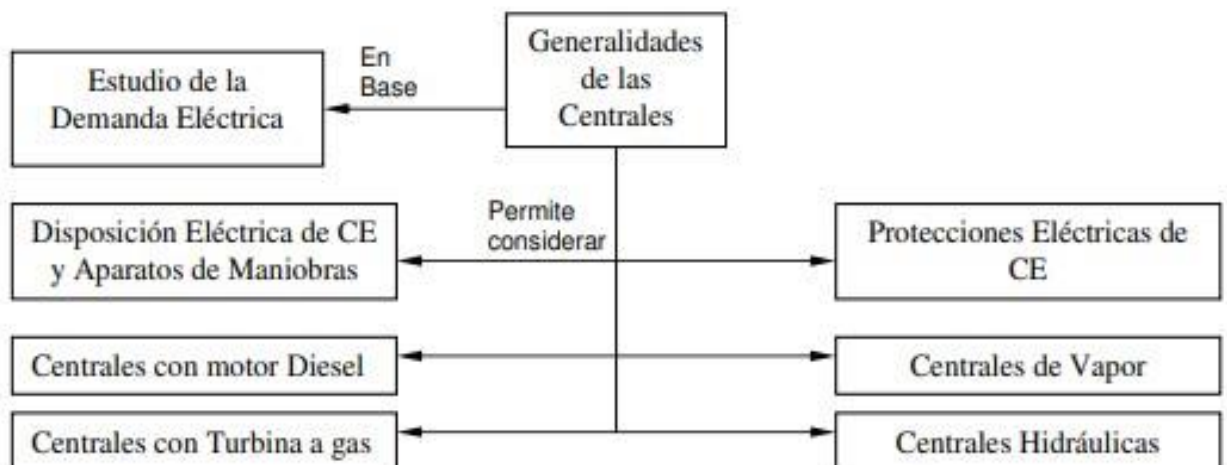 Generalidades
de las
Centrales
En
Base
Estudio de la
Demanda Eléctrica
Permite
considerar
Disposición Eléctrica de CE
y Aparatos de Maniobras
Protecciones Eléctricas de
CE
Centrales con motor Diesel
Centrales de Vapor
Centrales con Turbina a gas
Centrales Hidráulicas